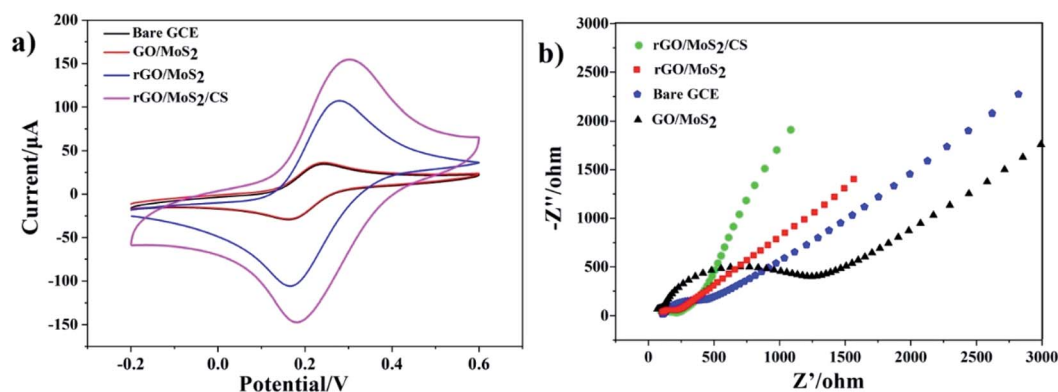 a)
Bare GCE
GO/MoS2
rGO/MoS2
rGO/MoS2/CS
200
150
100
50
0
-50
-100
-150
Current/μA
-0.2
0.0
0.2
0.4
0.6
Potential/V
b)
rGO/MoS2/CS
rGO/MoS2
Bare GCE
GO/MoS2
3000
2500
2000
1500
1000
500
0
-Z''/ohm
0
500
1000
1500
2000
2500
3000
Z'/ohm